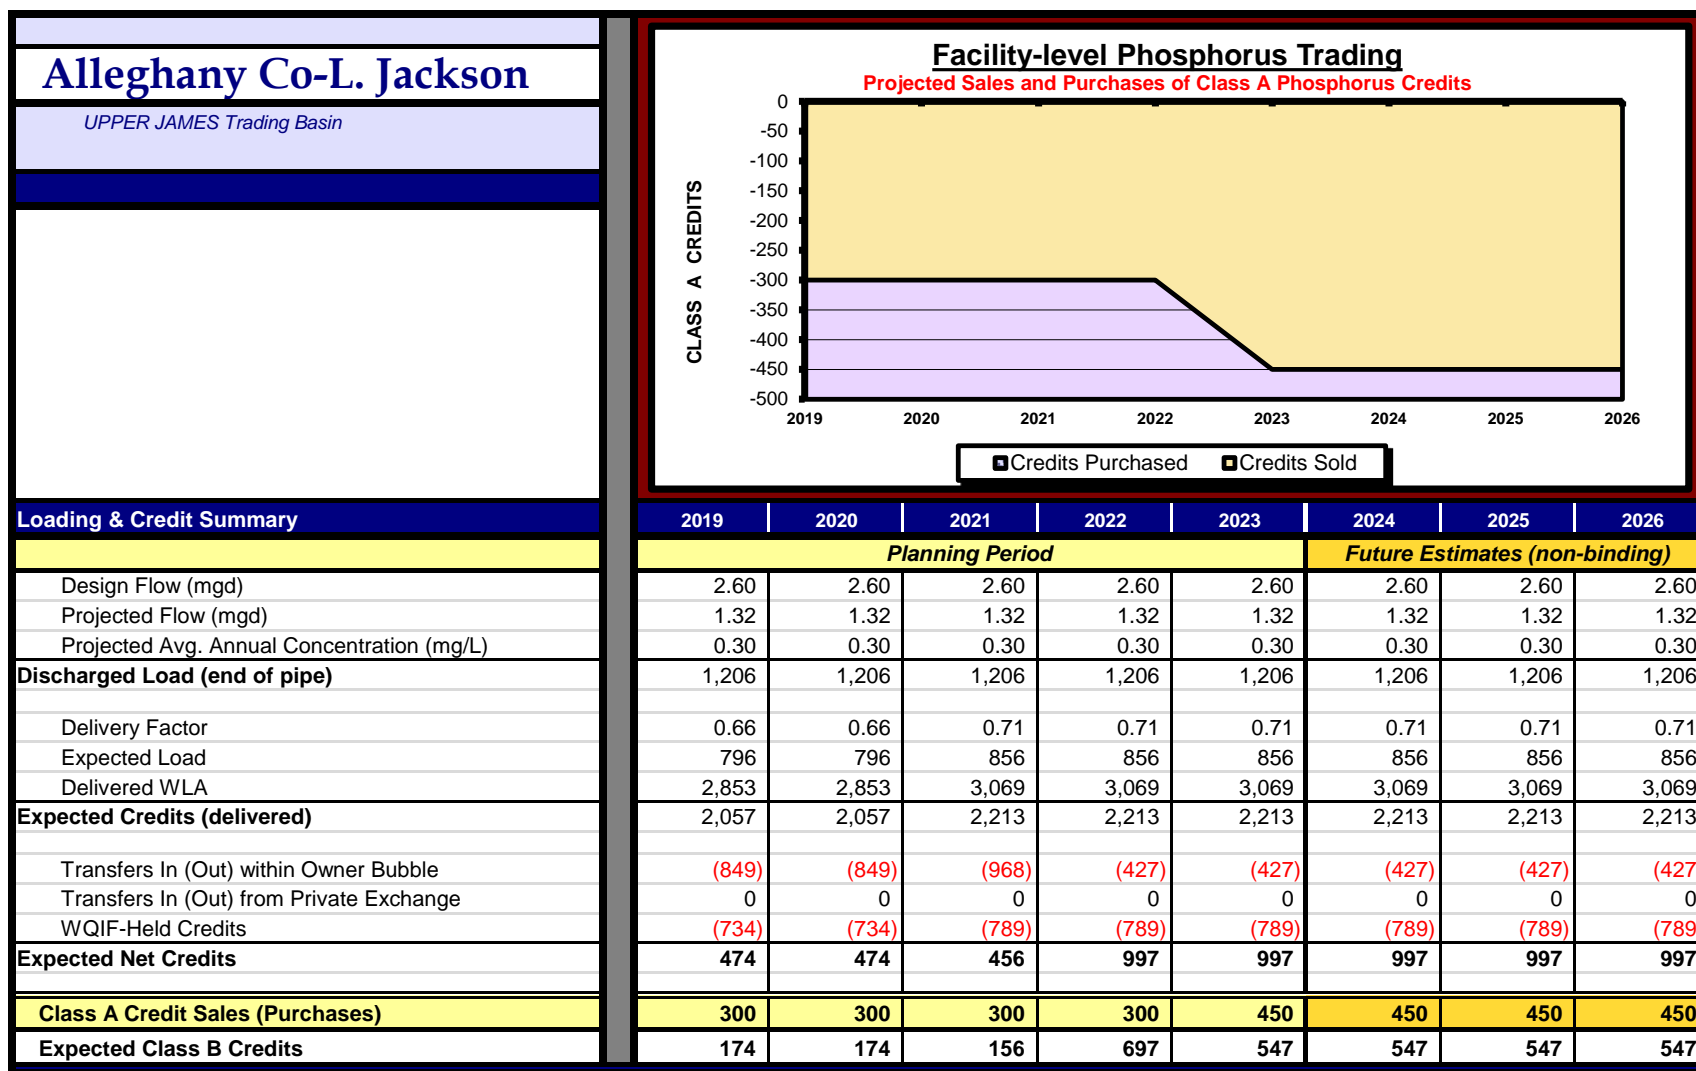 Alleghany Co-L. Jackson
UPPER JAMES Trading Basin
Facility-level Phosphorus Trading
Projected Sales and Purchases of Class A Phosphorus Credits
CLASS A CREDITS
0
-50
-100
-150
-200
-250
-300
-350
-400
-450
-500
2019 2020 2021 2022 2023 2024 2025 2026
Credits Purchased Credits Sold
Loading & Credit Summary 2019 2020 2021 2022 2023 2024 2025 2026
Planning Period Future Estimates (non-binding)
Design Flow (mgd) 2.60 2.60 2.60 2.60 2.60 2.60 2.60 2.60
Projected Flow (mgd) 1.32 1.32 1.32 1.32 1.32 1.32 1.32 1.32
Projected Avg. Annual Concentration (mg/L) 0.30 0.30 0.30 0.30 0.30 0.30 0.30 0.30
Discharged Load (end of pipe) 1,206 1,206 1,206 1,206 1,206 1,206 1,206 1,206
Delivery Factor 0.66 0.66 0.71 0.71 0.71 0.71 0.71 0.71
Expected Load 796 796 856 856 856 856 856 856
Delivered WLA 2,853 2,853 3,069 3,069 3,069 3,069 3,069 3,069
Expected Credits (delivered) 2,057 2,057 2,213 2,213 2,213 2,213 2,213 2,213
Transfers In (Out) within Owner Bubble (849) (849) (968) (427) (427) (427) (427) (427
Transfers In (Out) from Private Exchange 0 0 0 0 0 0 0 0
WQIF-Held Credits (734) (734) (789) (789) (789) (789) (789) (789
Expected Net Credits 474 474 456 997 997 997 997 997
Class A Credit Sales (Purchases) 300 300 300 300 450 450 450 450
Expected Class B Credits 174 174 156 697 547 547 547 547